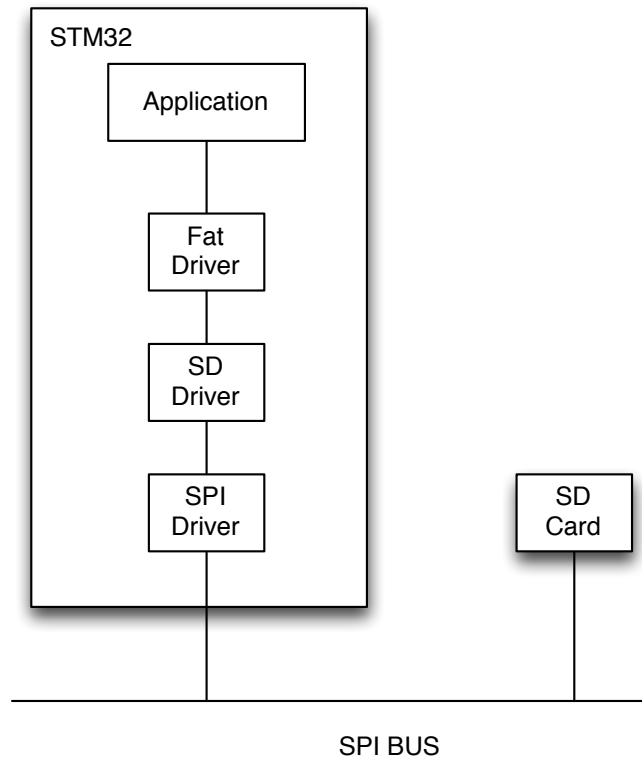 STM32
Application
Fat
Driver
SD
Driver
SPI
Driver
SD
Card
SPI BUS